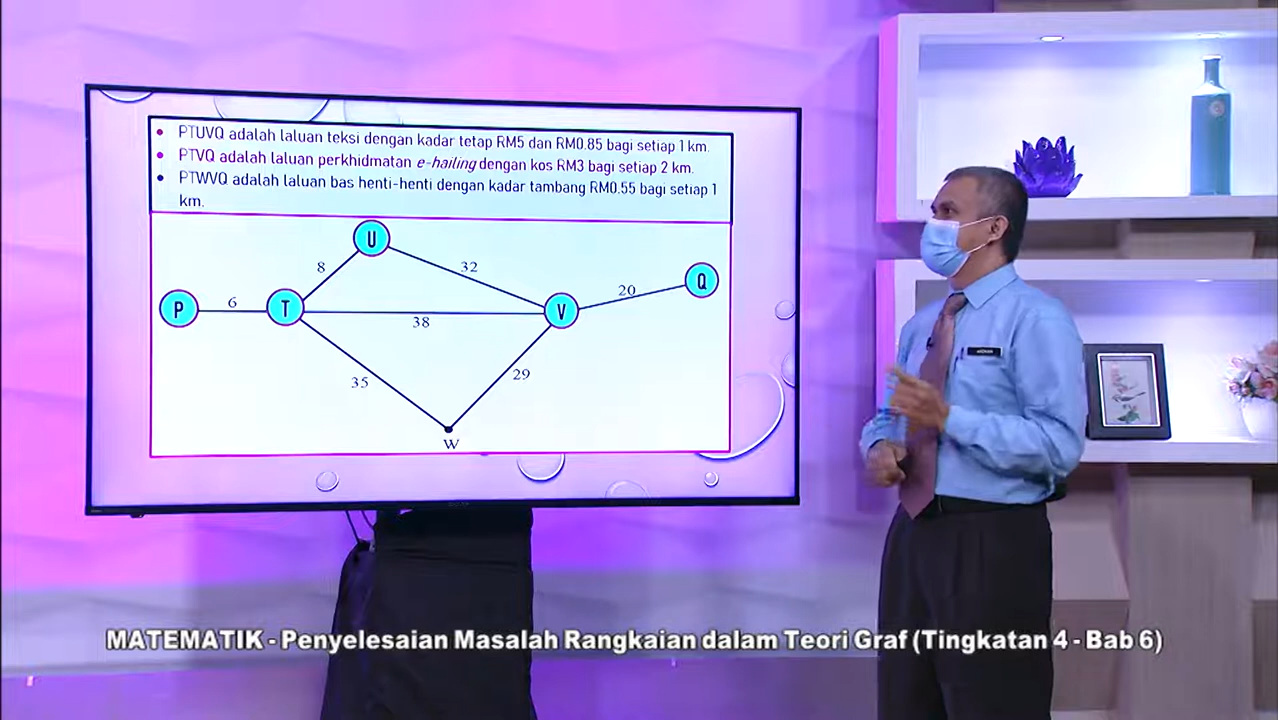 PTUVQ adalah laluan teksi dengan kadar tetap RM5 dan RM0.85 bagi setiap 1 km.
PTVQ adalah laluan perkhidmatan e-hailing dengan kos RM3 bagi setiap 2 km.
PTWVQ adalah laluan bas henti-henti dengan kadar tambang RM0.55 bagi setiap 1
km.
U
8
32
Q
20
P
6
T
V
38
35
29
W
MATEMATIK - Penyelesaian Masalah Rangkaian dalam Teori Graf (Tingkatan 4 - Bab 6)